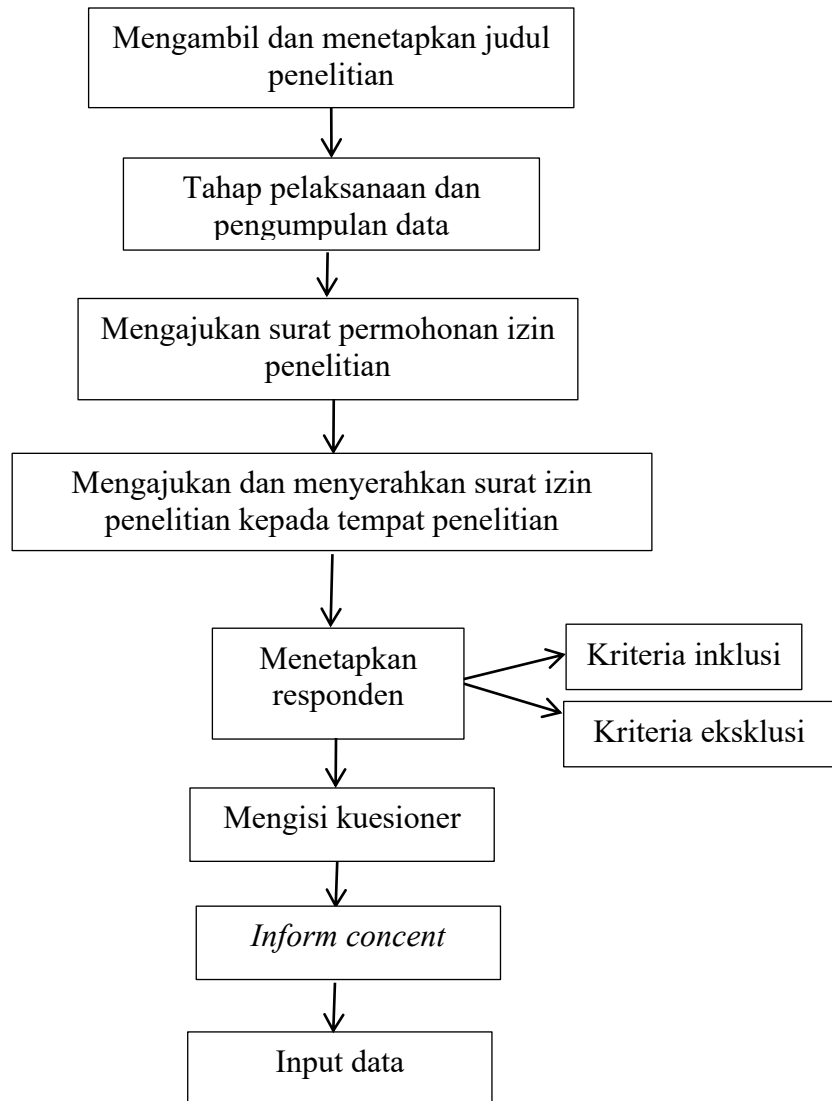 Mengambil dan menetapkan judul
penelitian
Tahap pelaksanaan dan
pengumpulan data
Mengajukan surat permohonan izin
penelitian
Mengajukan dan menyerahkan surat izin
penelitian kepada tempat penelitian
Menetapkan
responden
Kriteria inklusi
Kriteria eksklusi
Mengisi kuesioner
Inform concent
Input data